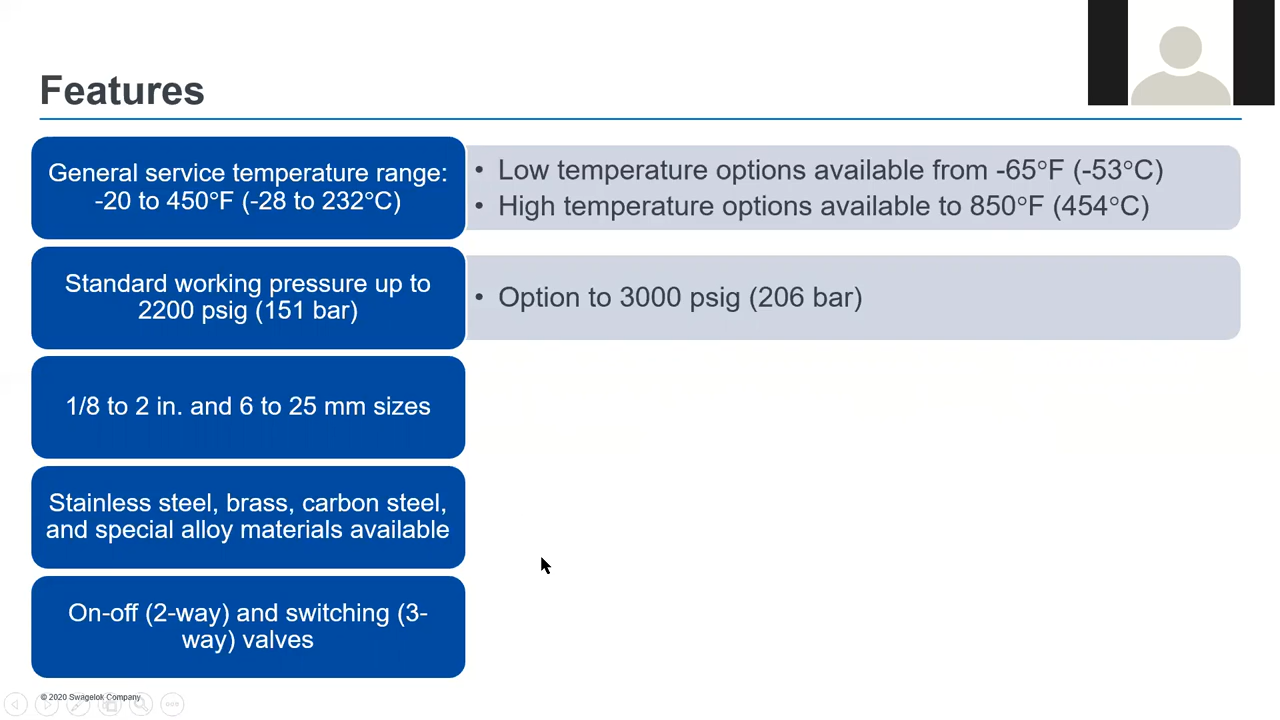 Features
General service temperature range:
-20 to 450°F (-28 to 232°C)
• Low temperature options available from -65°F (-53°C)
• High temperature options available to 850°F (454°C)
Standard working pressure up to
2200 psig (151 bar)
• Option to 3000 psig (206 bar)
1/8 to 2 in. and 6 to 25 mm sizes
Stainless steel, brass, carbon steel,
and special alloy materials available
On-off (2-way) and switching (3-
way) valves
© 2020 Swagelok Company